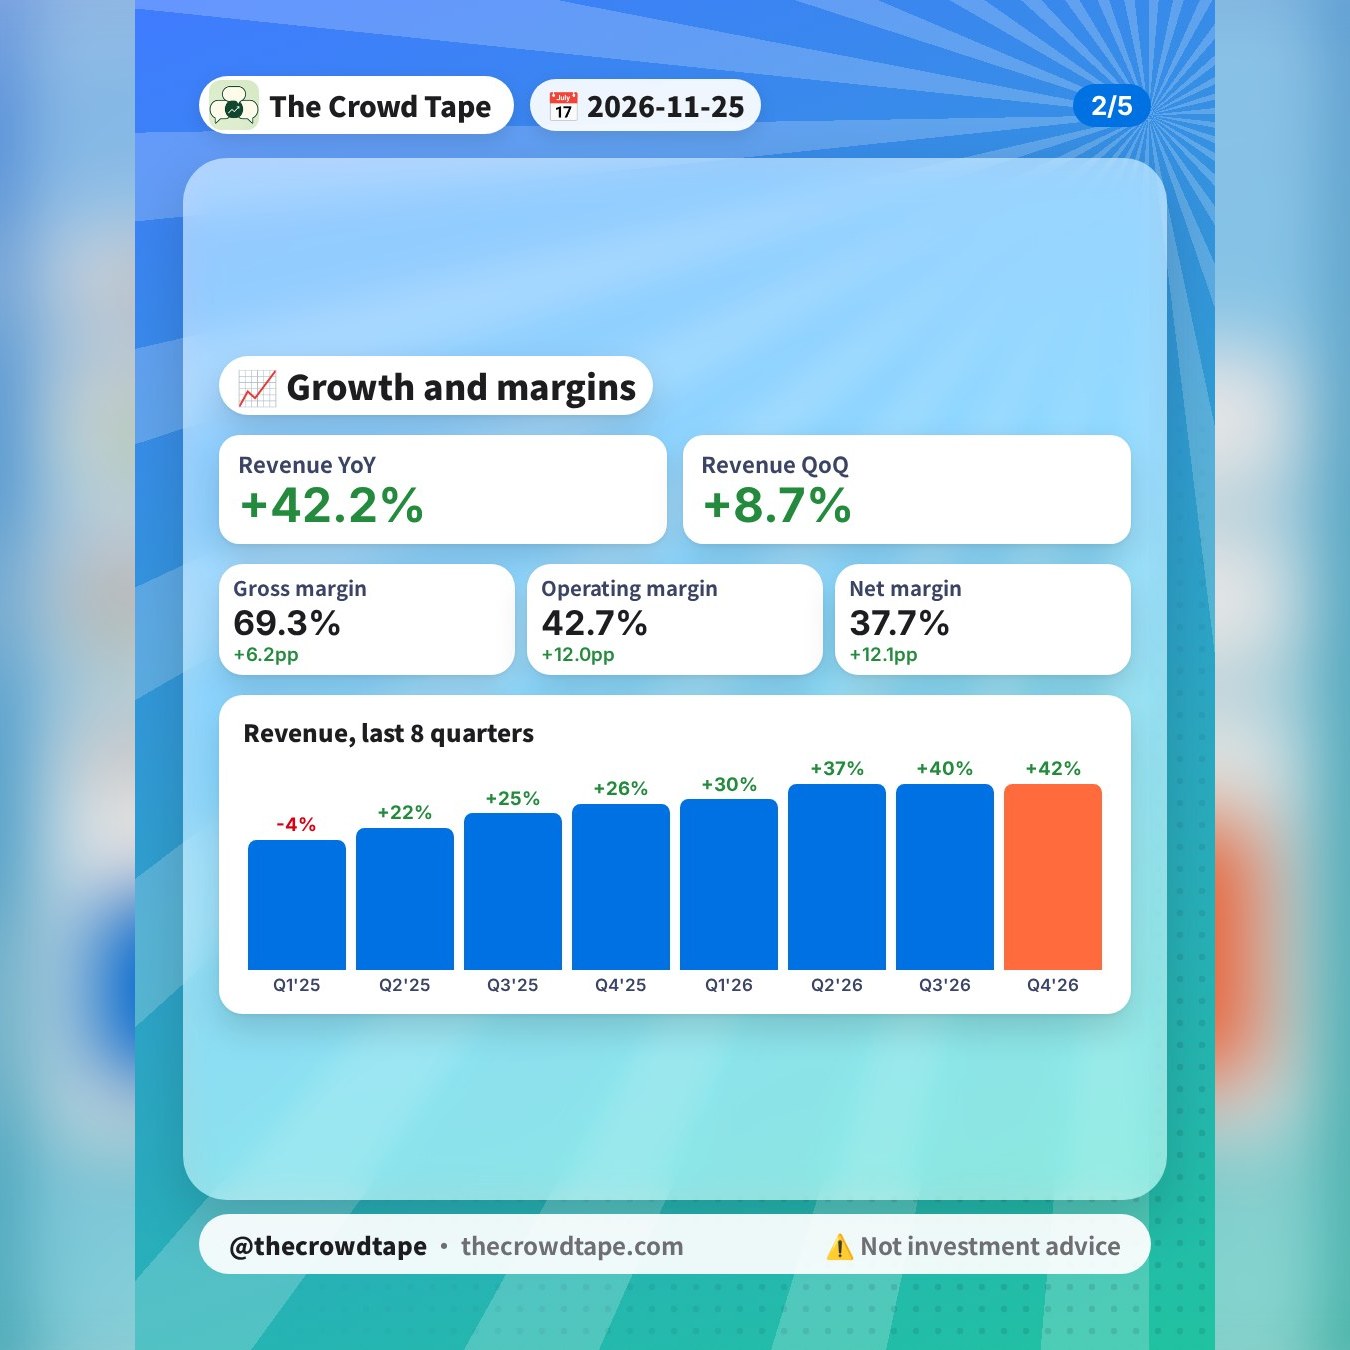 The Crowd Tape
July
17
2026-11-25
2/5
📈 Growth and margins
Revenue YoY
+42.2%
Revenue QoQ
+8.7%
Gross margin
69.3%
+6.2pp
Operating margin
42.7%
+12.0pp
Net margin
37.7%
+12.1pp
Revenue, last 8 quarters
-4%
+22%
+25%
+26%
+30%
+37%
+40%
+42%
Q1'25
Q2'25
Q3'25
Q4'25
Q1'26
Q2'26
Q3'26
Q4'26
@thecrowdtape • thecrowdtape.com
⚠️ Not investment advice